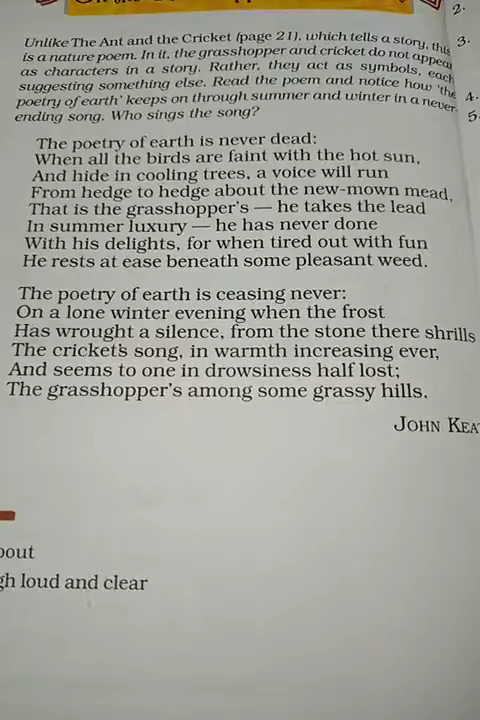 2.
Unlike The Ant and the Cricket (page 21), which tells a story, this
3.
is a nature poem. In it, the grasshopper and cricket do not appear
as characters in a story. Rather, they act as symbols, each
suggesting something else. Read the poem and notice how 'the
4.
poetry of earth' keeps on through summer and winter in a never-
5.
ending song. Who sings the song?
The poetry of earth is never dead:
When all the birds are faint with the hot sun,
And hide in cooling trees, a voice will run
From hedge to hedge about the new-mown mead,
That is the grasshopper's — he takes the lead
In summer luxury — he has never done
With his delights, for when tired out with fun
He rests at ease beneath some pleasant weed.
The poetry of earth is ceasing never:
On a lone winter evening when the frost
Has wrought a silence, from the stone there shrills
The cricket's song, in warmth increasing ever,
And seems to one in drowsiness half lost;
The grasshopper's among some grassy hills.
JOHN KEA
bout
gh loud and clear